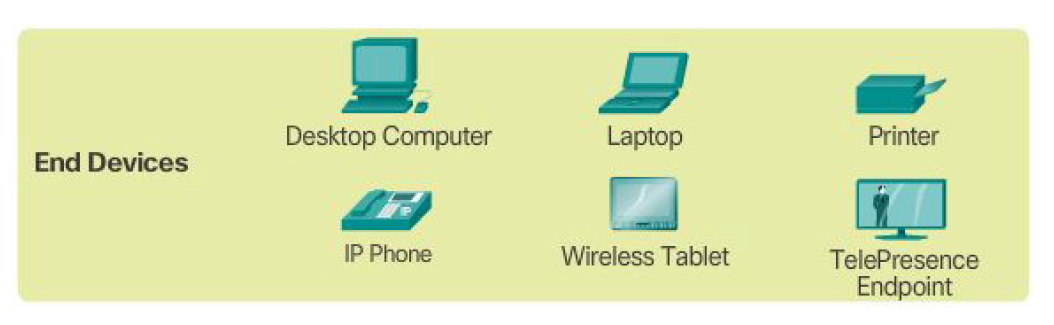 End Devices
Desktop Computer
Laptop
Printer
IP Phone
Wireless Tablet
TelePresence
Endpoint